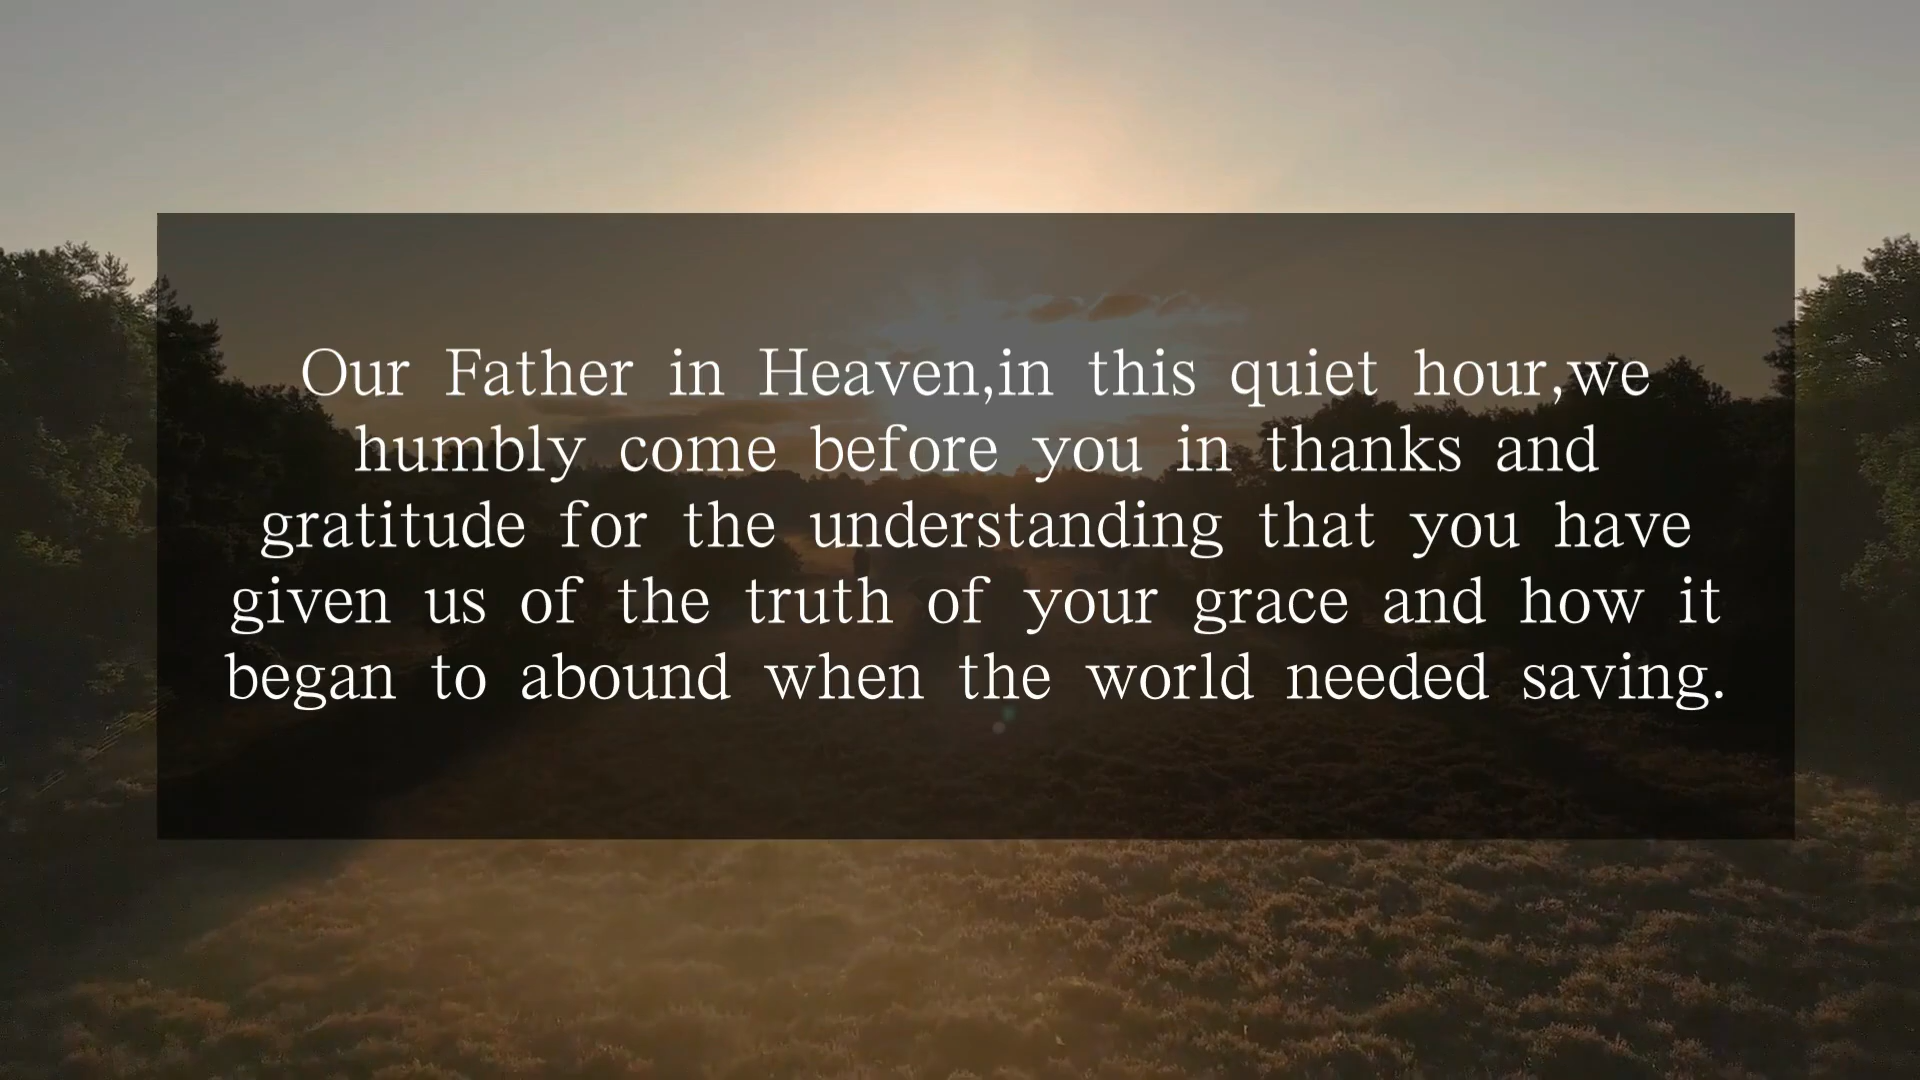 Our Father in Heaven,in this quiet hour,we
humbly come before you in thanks and
gratitude for the understanding that you have
given us of the truth of your grace and how it
began to abound when the world needed saving.